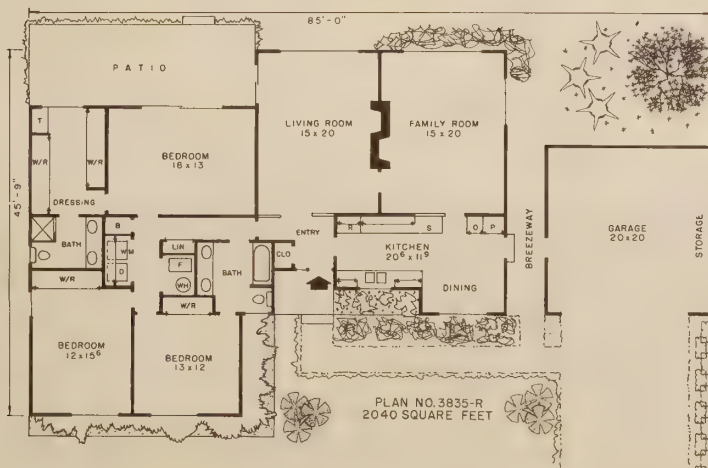 85'-0"
PATIO
45'-9"
T
W/R
W/R
DRESSING
BEDROOM
16 x 13
LIVING ROOM
15 x 20
FAMILY ROOM
15 x 20
BATH
B
WM
D
LIN
F
WH
BATH
ENTRY
CLO
R
S
O
P
KITCHEN
20⁶ x 11⁹
DINING
BREEZEWAY
GARAGE
20 x 20
STORAGE
W/R
W/R
BEDROOM
12 x 15⁶
BEDROOM
13 x 12
PLAN NO. 3835-R
2040 SQUARE FEET